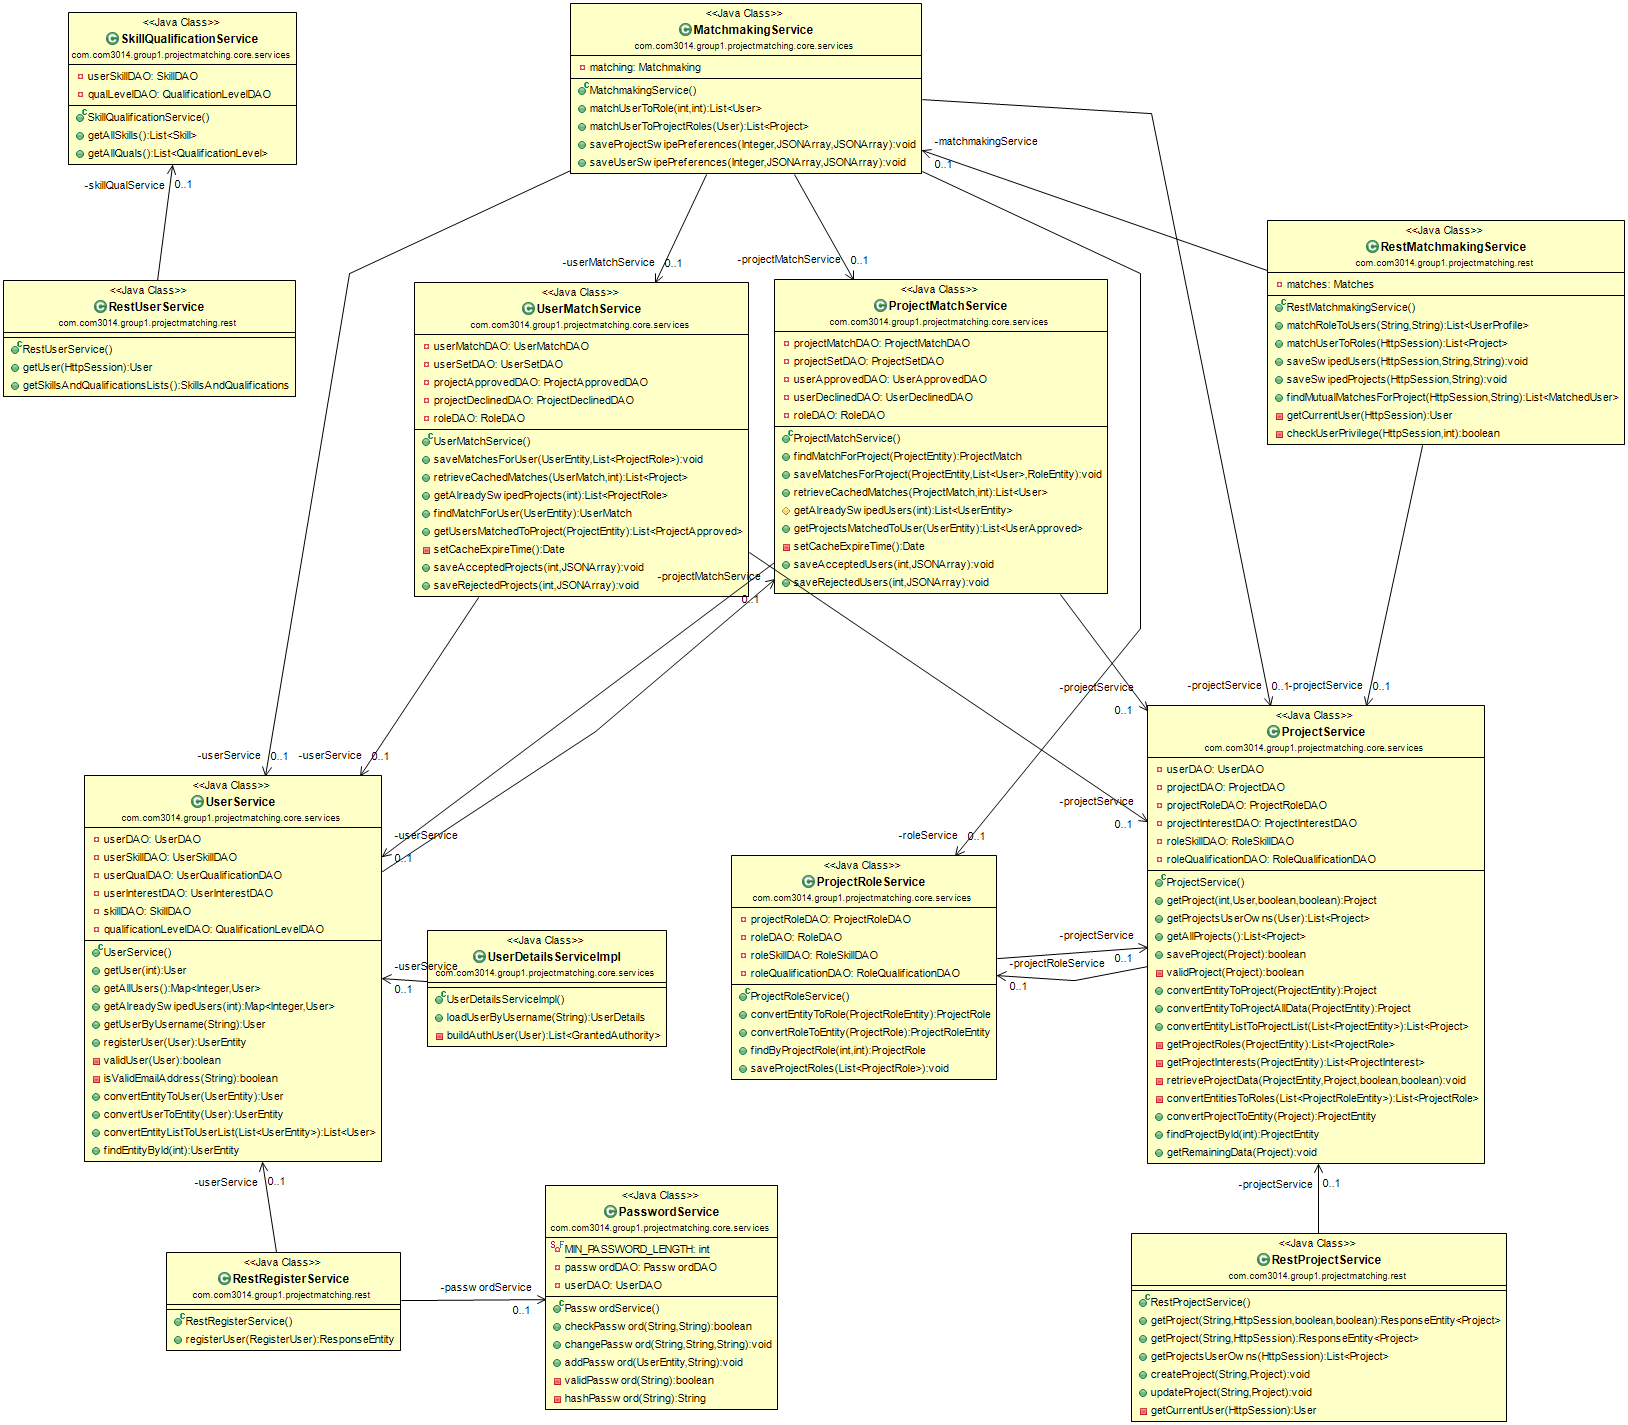 <<Java Class>>
SkillQualificationService
com.com3014.group1.projectmatching.core.services
userSkillDAO: SkillDAO
qualLevelDAO: QualificationLevelDAO
SkillQualificationService()
getAllSkills():List<Skill>
getAllQuals():List<QualificationLevel>
-skillQualService
0..1
<<Java Class>>
RestUserService
com.com3014.group1.projectmatching.rest
RestUserService()
getUser(HttpSession):User
getSkillsAndQualificationsLists():SkillsAndQualifications
<<Java Class>>
MatchmakingService
com.com3014.group1.projectmatching.core.services
matching: Matchmaking
MatchmakingService()
matchUserToRole(int,int):List<User>
matchUserToProjectRoles(User):List<Project>
saveProjectSwipePreferences(Integer,JSONArray,JSONArray):void
saveUserSwipePreferences(Integer,JSONArray,JSONArray):void
-matchmakingService
0..1
<<Java Class>>
RestMatchmakingService
com.com3014.group1.projectmatching.rest
matches: Matches
RestMatchmakingService()
matchRoleToUsers(String,String):List<UserProfile>
matchUserToRoles(HttpSession):List<Project>
saveSwipedUsers(HttpSession,String,String):void
saveSwipedProjects(HttpSession,String):void
findMutualMatchesForProject(HttpSession,String):List<MatchedUser>
getCurrentUser(HttpSession):User
checkUserPrivilege(HttpSession,int):boolean
-userMatchService
0..1
-projectMatchService
0..1
<<Java Class>>
UserMatchService
com.com3014.group1.projectmatching.core.services
userMatchDAO: UserMatchDAO
userSetDAO: UserSetDAO
projectApprovedDAO: ProjectApprovedDAO
projectDeclinedDAO: ProjectDeclinedDAO
roleDAO: RoleDAO
UserMatchService()
saveMatchesForUser(UserEntity,List<ProjectRole>):void
retrieveCachedMatches(UserMatch,int):List<Project>
getAlreadySwipedProjects(int):List<ProjectRole>
findMatchForUser(UserEntity):UserMatch
getUsersMatchedToProject(ProjectEntity):List<ProjectApproved>
setCacheExpireTime():Date
saveAcceptedProjects(int,JSONArray):void
saveRejectedProjects(int,JSONArray):void
<<Java Class>>
ProjectMatchService
com.com3014.group1.projectmatching.core.services
projectMatchDAO: ProjectMatchDAO
projectSetDAO: ProjectSetDAO
userApprovedDAO: UserApprovedDAO
userDeclinedDAO: UserDeclinedDAO
roleDAO: RoleDAO
ProjectMatchService()
findMatchForProject(ProjectEntity):ProjectMatch
saveMatchesForProject(ProjectEntity,List<User>,RoleEntity):void
retrieveCachedMatches(ProjectMatch,int):List<User>
getAlreadySwipedUsers(int):List<UserEntity>
getProjectsMatchedToUser(UserEntity):List<UserApproved>
setCacheExpireTime():Date
saveAcceptedUsers(int,JSONArray):void
saveRejectedUsers(int,JSONArray):void
-projectMatchService
0..1
-projectService
0..1
-projectService
0..1
-projectService
0..1
-projectService
0..1
-userService
0..1
-userService
0..1
-userService
0..1
-roleService
0..1
<<Java Class>>
UserService
com.com3014.group1.projectmatching.core.services
userDAO: UserDAO
userSkillDAO: UserSkillDAO
userQualDAO: UserQualificationDAO
userInterestDAO: UserInterestDAO
skillDAO: SkillDAO
qualificationLevelDAO: QualificationLevelDAO
UserService()
getUser(int):User
getAllUsers():Map<Integer,User>
getAlreadySwipedUsers(int):Map<Integer,User>
getUserByUsername(String):User
registerUser(User):UserEntity
validUser(User):boolean
isValidEmailAddress(String):boolean
convertEntityToUser(UserEntity):User
convertUserToEntity(User):UserEntity
convertEntityListToUserList(List<UserEntity>):List<User>
findEntityById(int):UserEntity
-userService
0..1
<<Java Class>>
UserDetailsServiceImpl
com.com3014.group1.projectmatching.core.services
UserDetailsServiceImpl()
loadUserByUsername(String):UserDetails
buildAuthUser(User):List<GrantedAuthority>
<<Java Class>>
ProjectRoleService
com.com3014.group1.projectmatching.core.services
projectRoleDAO: ProjectRoleDAO
roleDAO: RoleDAO
roleSkillDAO: RoleSkillDAO
roleQualificationDAO: RoleQualificationDAO
ProjectRoleService()
convertEntityToRole(ProjectRoleEntity):ProjectRole
convertRoleToEntity(ProjectRole):ProjectRoleEntity
findByProjectRole(int,int):ProjectRole
saveProjectRoles(List<ProjectRole>):void
-projectService
0..1
-projectRoleService
0..1
<<Java Class>>
ProjectService
com.com3014.group1.projectmatching.core.services
userDAO: UserDAO
projectDAO: ProjectDAO
projectRoleDAO: ProjectRoleDAO
projectInterestDAO: ProjectInterestDAO
roleSkillDAO: RoleSkillDAO
roleQualificationDAO: RoleQualificationDAO
ProjectService()
getProject(int,User,boolean,boolean):Project
getProjectsUserOwns(User):List<Project>
getAllProjects():List<Project>
saveProject(Project):boolean
validProject(Project):boolean
convertEntityToProject(ProjectEntity):Project
convertEntityToProjectAllData(ProjectEntity):Project
convertEntityListToProjectList(List<ProjectEntity>):List<Project>
getProjectRoles(ProjectEntity):List<ProjectRole>
getProjectInterests(ProjectEntity):List<ProjectInterest>
retrieveProjectData(ProjectEntity,Project,boolean,boolean):void
convertEntitiesToRoles(List<ProjectRoleEntity>):List<ProjectRole>
convertProjectToEntity(Project):ProjectEntity
findProjectById(int):ProjectEntity
getRemainingData(Project):void
-userService
0..1
<<Java Class>>
RestRegisterService
com.com3014.group1.projectmatching.rest
RestRegisterService()
registerUser(RegisterUser):ResponseEntity
-passwordService
0..1
<<Java Class>>
PasswordService
com.com3014.group1.projectmatching.core.services
MIN_PASSWORD_LENGTH: int
passwordDAO: PasswordDAO
userDAO: UserDAO
PasswordService()
checkPassword(String,String):boolean
changePassword(String,String,String):void
addPassword(UserEntity,String):void
validPassword(String):boolean
hashPassword(String):String
-projectService
0..1
<<Java Class>>
RestProjectService
com.com3014.group1.projectmatching.rest
RestProjectService()
getProject(String,HttpSession,boolean,boolean):ResponseEntity<Project>
getProject(String,HttpSession):ResponseEntity<Project>
getProjectsUserOwns(HttpSession):List<Project>
createProject(String,Project):void
updateProject(String,Project):void
getCurrentUser(HttpSession):User